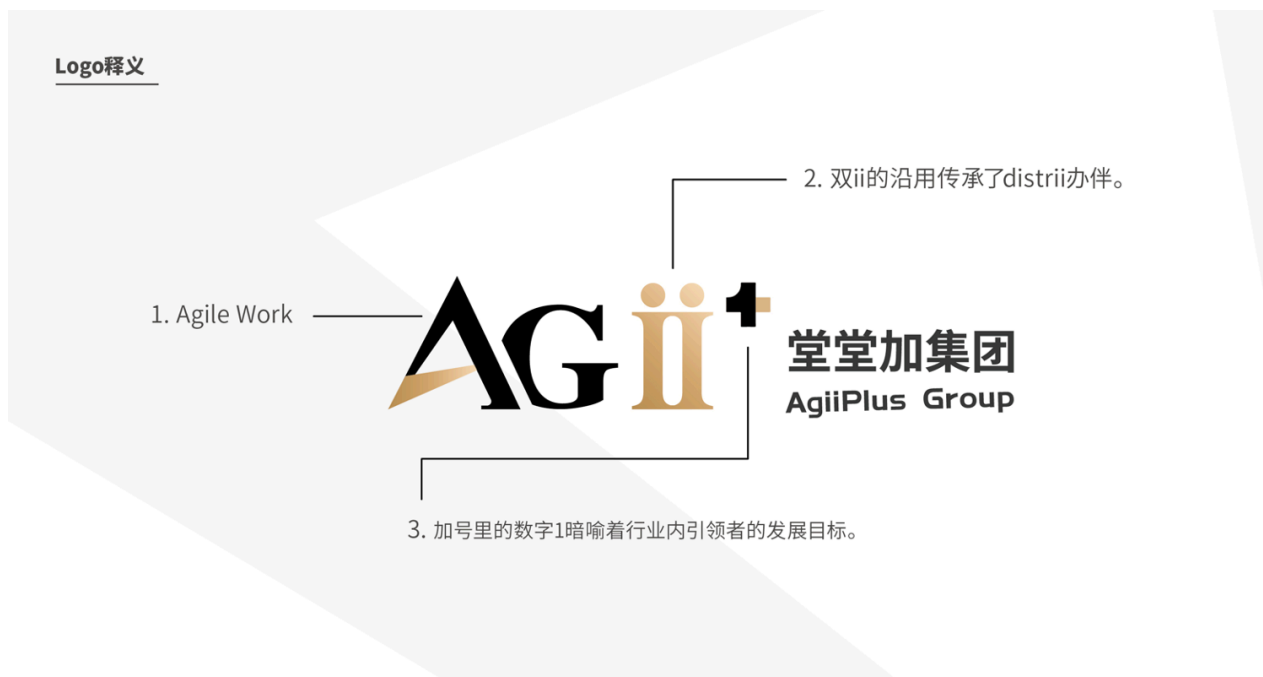 Logo释义
2. 双ii的沿用传承了distrii办伴。
1. Agile Work
AGii+
堂堂加集团
AgiiPlus Group
3. 加号里的数字1暗喻着行业内引领者的发展目标。